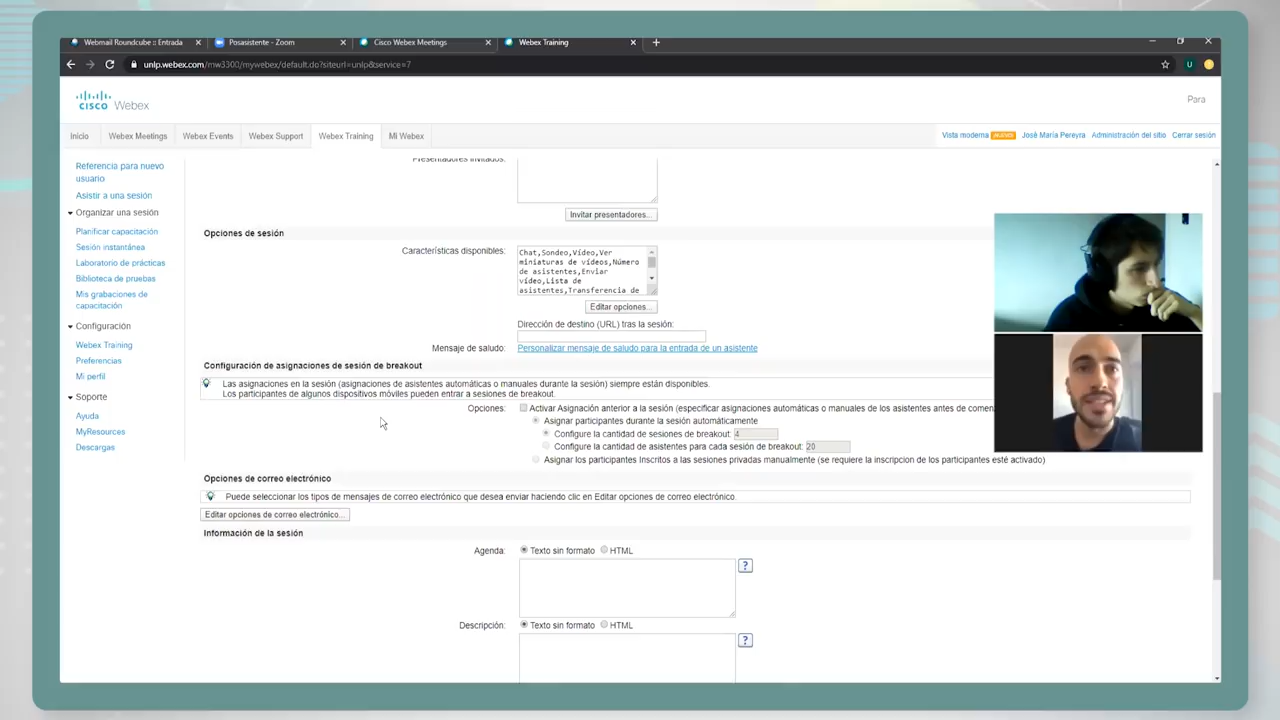 Webmail Roundcube :: Entrada
Posasistente - Zoom
Cisco Webex Meetings
Webex Training
unlp.webex.com/mw3300/mywebex/default.do?siteurl=unlp&service=7
U
CISCO Webex
Para
Inicio
Webex Meetings
Webex Events
Webex Support
Webex Training
Mi Webex
Vista moderna
José María Pereyra
Administración del sitio
Cerrar sesión
Referencia para nuevo
usuario
Asistir a una sesión
Organizar una sesión
Planificar capacitación
Sesión instantánea
Laboratorio de prácticas
Biblioteca de pruebas
Mis grabaciones de
capacitación
Configuración
Webex Training
Preferencias
Mi perfil
Soporte
Ayuda
MyResources
Descargas
Presentadores invitados:
Invitar presentadores...
Opciones de sesión
Características disponibles:
Chat,Sondeo,Vídeo,Ver
miniaturas de vídeos,Número
de asistentes,Enviar
vídeo,Lista de
asistentes,Transferencia de
Editar opciones...
Dirección de destino (URL) tras la sesión:
Mensaje de saludo: Personalizar mensaje de saludo para la entrada de un asistente
Configuración de asignaciones de sesión de breakout
Las asignaciones en la sesión (asignaciones de asistentes automáticas o manuales durante la sesión) siempre están disponibles.
Los participantes de algunos dispositivos móviles pueden entrar a sesiones de breakout.
Opciones: Activar Asignación anterior a la sesión (especificar asignaciones automáticas o manuales de los asistentes antes de comen
Asignar participantes durante la sesión automáticamente
Configure la cantidad de sesiones de breakout: 4
Configure la cantidad de asistentes para cada sesión de breakout: 20
Asignar los participantes Inscritos a las sesiones privadas manualmente (se requiere la inscripcion de los participantes esté activado)
Opciones de correo electrónico
Puede seleccionar los tipos de mensajes de correo electrónico que desea enviar haciendo clic en Editar opciones de correo electrónico.
Editar opciones de correo electrónico...
Información de la sesión
Agenda: Texto sin formato HTML
?
Descripción: Texto sin formato HTML
?